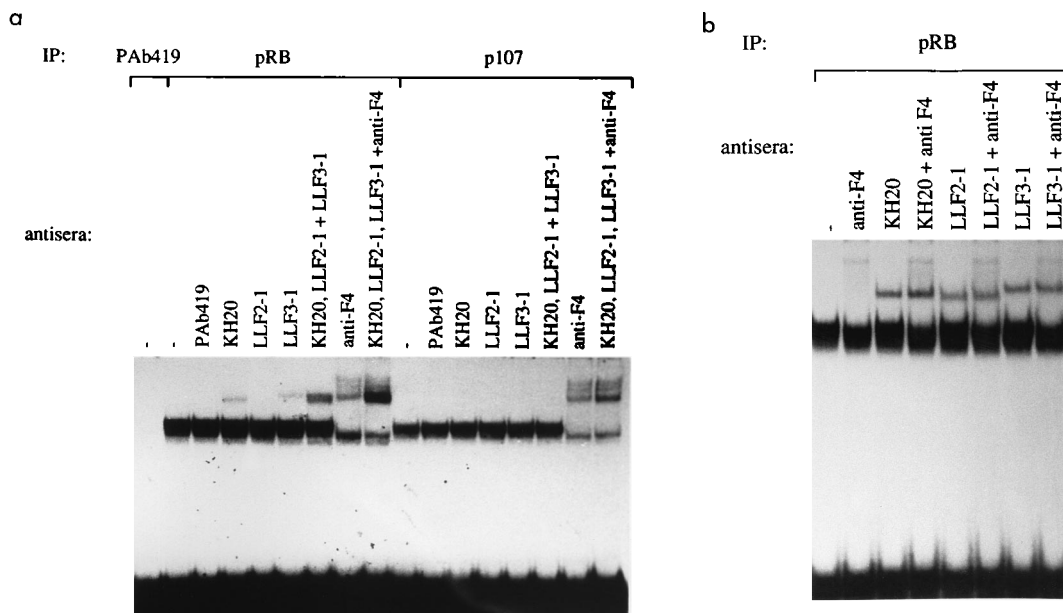 a
IP: PAb419 pRB p107
antisera:
-
-
PAb419
KH20
LLF2-1
LLF3-1
KH20, LLF2-1 + LLF3-1
anti-F4
KH20, LLF2-1, LLF3-1 +anti-F4
-
PAb419
KH20
LLF2-1
LLF3-1
KH20, LLF2-1 + LLF3-1
anti-F4
KH20, LLF2-1, LLF3-1 +anti-F4
b
IP: pRB
antisera:
-
anti-F4
KH20
KH20 + anti F4
LLF2-1
LLF2-1 + anti-F4
LLF3-1
LLF3-1 + anti-F4